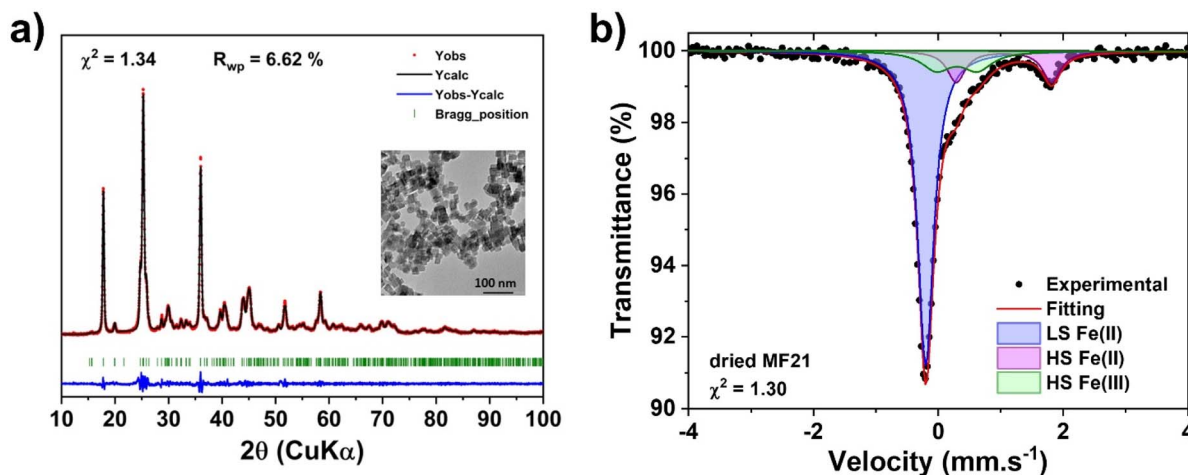 a)
χ² = 1.34
R_wp = 6.62 %
Yobs
Ycalc
Yobs-Ycalc
Bragg_position
100 nm
10 20 30 40 50 60 70 80 90 100
2θ (CuKα)
b)
100
98
96
94
92
90
Transmittance (%)
Experimental
Fitting
LS Fe(II)
HS Fe(II)
HS Fe(III)
dried MF21
χ² = 1.30
-4 -2 0 2 4
Velocity (mm.s⁻¹)